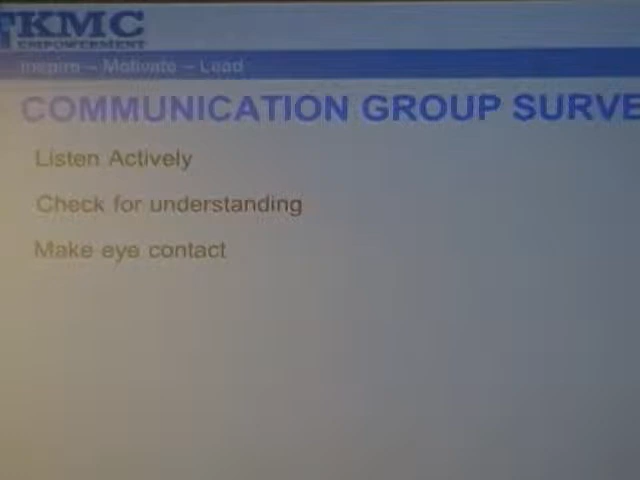 KMC
EMPOWERMENT
Inspire – Motivate – Lead
COMMUNICATION GROUP SURVE
Listen Actively
Check for understanding
Make eye contact